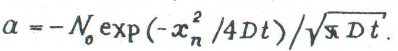 a = -N₀ exp(-xₙ² /4Dt)/√πDt.